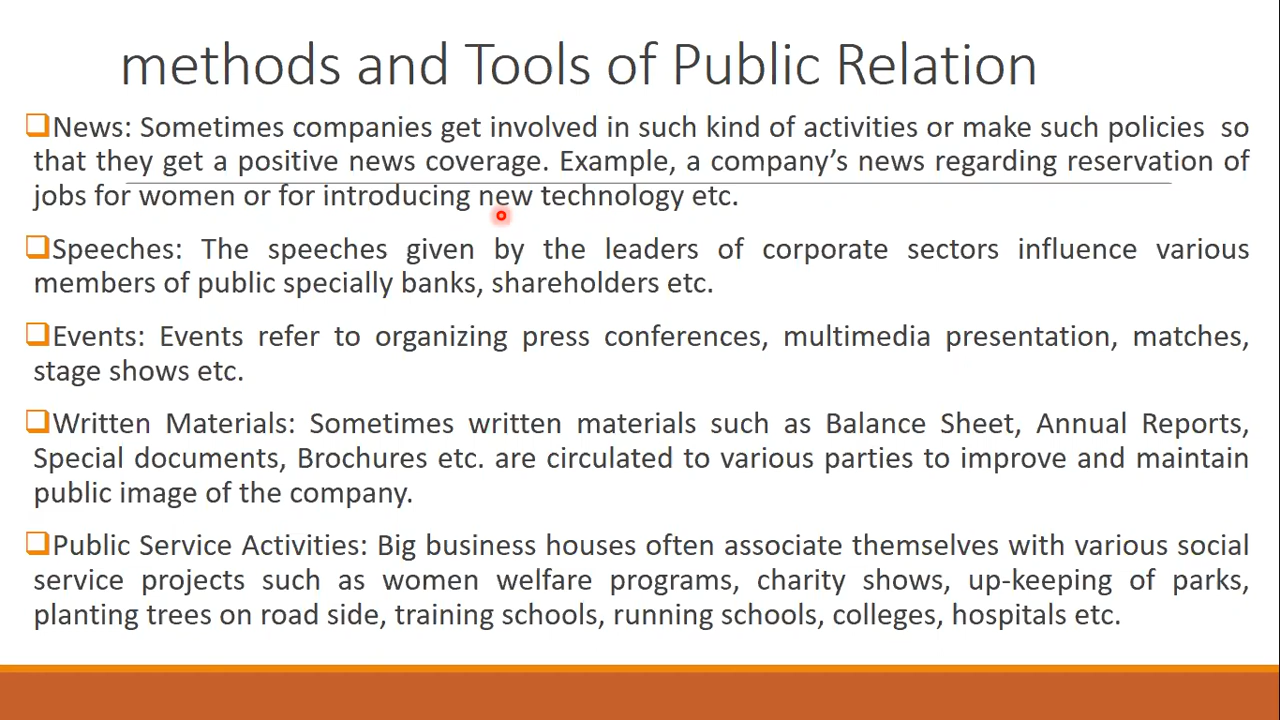 methods and Tools of Public Relation
News: Sometimes companies get involved in such kind of activities or make such policies so
that they get a positive news coverage. Example, a company’s news regarding reservation of
jobs for women or for introducing new technology etc.
Speeches: The speeches given by the leaders of corporate sectors influence various
members of public specially banks, shareholders etc.
Events: Events refer to organizing press conferences, multimedia presentation, matches,
stage shows etc.
Written Materials: Sometimes written materials such as Balance Sheet, Annual Reports,
Special documents, Brochures etc. are circulated to various parties to improve and maintain
public image of the company.
Public Service Activities: Big business houses often associate themselves with various social
service projects such as women welfare programs, charity shows, up-keeping of parks,
planting trees on road side, training schools, running schools, colleges, hospitals etc.